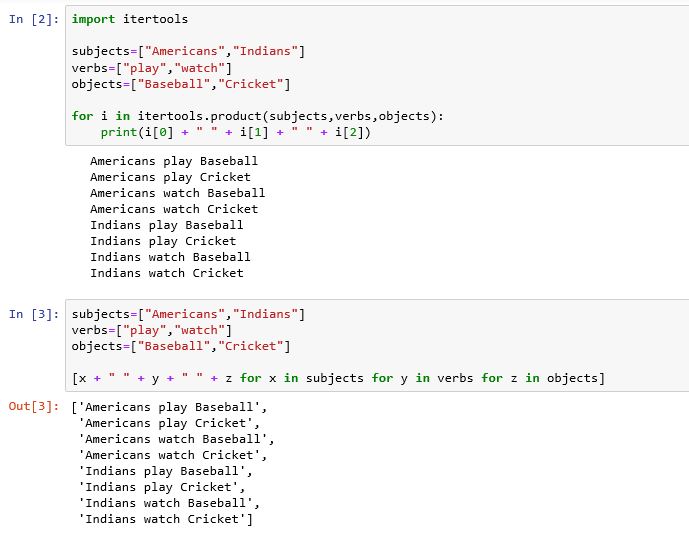 In [2]: import itertools
subjects=["Americans","Indians"]
verbs=["play","watch"]
objects=["Baseball","Cricket"]
for i in itertools.product(subjects,verbs,objects):
    print(i[0] + " " + i[1] + " " + i[2])
Americans play Baseball
Americans play Cricket
Americans watch Baseball
Americans watch Cricket
Indians play Baseball
Indians play Cricket
Indians watch Baseball
Indians watch Cricket
In [3]: subjects=["Americans","Indians"]
verbs=["play","watch"]
objects=["Baseball","Cricket"]
[x + " " + y + " " + z for x in subjects for y in verbs for z in objects]
Out[3]: ['Americans play Baseball',
'Americans play Cricket',
'Americans watch Baseball',
'Americans watch Cricket',
'Indians play Baseball',
'Indians play Cricket',
'Indians watch Baseball',
'Indians watch Cricket']